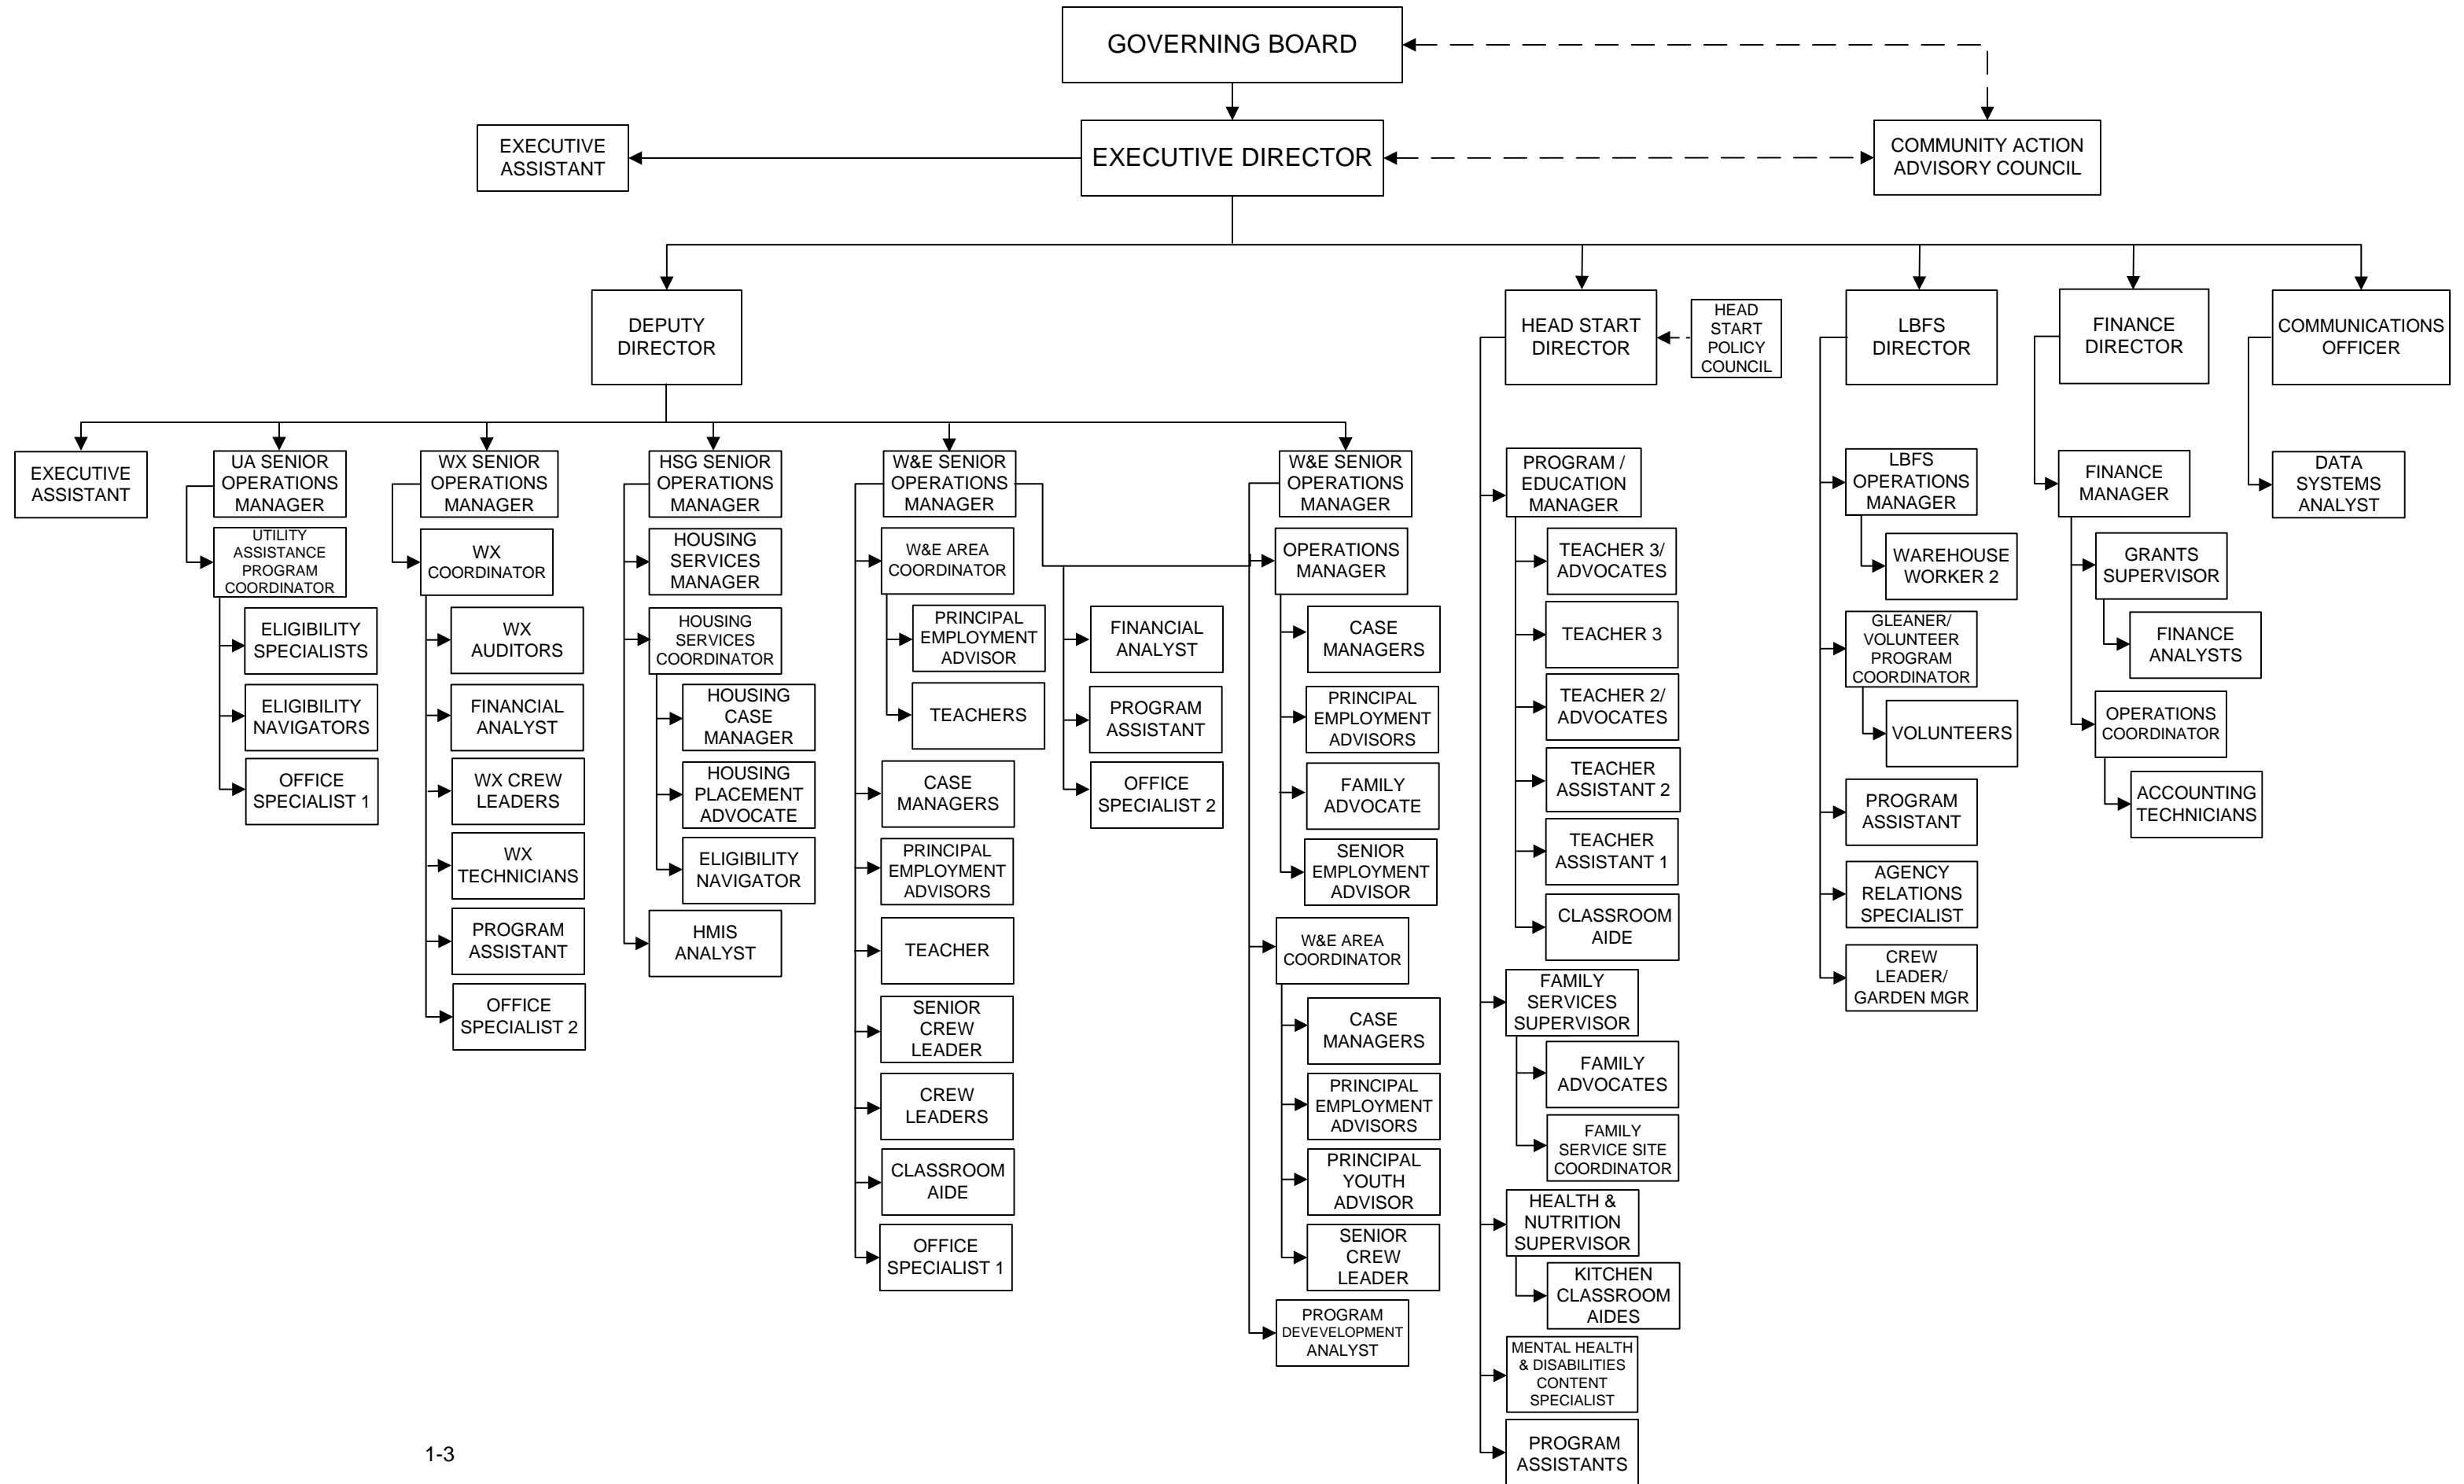 GOVERNING BOARD
EXECUTIVE
ASSISTANT
EXECUTIVE DIRECTOR
COMMUNITY ACTION
ADVISORY COUNCIL
DEPUTY
DIRECTOR
HEAD START
DIRECTOR
HEAD
START
POLICY
COUNCIL
LBFS
DIRECTOR
FINANCE
DIRECTOR
COMMUNICATIONS
OFFICER
EXECUTIVE
ASSISTANT
UA SENIOR
OPERATIONS
MANAGER
UTILITY
ASSISTANCE
PROGRAM
COORDINATOR
ELIGIBILITY
SPECIALISTS
ELIGIBILITY
NAVIGATORS
OFFICE
SPECIALIST 1
WX SENIOR
OPERATIONS
MANAGER
WX
COORDINATOR
WX
AUDITORS
FINANCIAL
ANALYST
WX CREW
LEADERS
WX
TECHNICIANS
PROGRAM
ASSISTANT
OFFICE
SPECIALIST 2
HSG SENIOR
OPERATIONS
MANAGER
HOUSING
SERVICES
MANAGER
HOUSING
SERVICES
COORDINATOR
HOUSING
CASE
MANAGER
HOUSING
PLACEMENT
ADVOCATE
ELIGIBILITY
NAVIGATOR
HMIS
ANALYST
W&E SENIOR
OPERATIONS
MANAGER
W&E AREA
COORDINATOR
PRINCIPAL
EMPLOYMENT
ADVISOR
TEACHERS
CASE
MANAGERS
PRINCIPAL
EMPLOYMENT
ADVISORS
TEACHER
SENIOR
CREW
LEADER
CREW
LEADERS
CLASSROOM
AIDE
OFFICE
SPECIALIST 1
FINANCIAL
ANALYST
PROGRAM
ASSISTANT
OFFICE
SPECIALIST 2
W&E SENIOR
OPERATIONS
MANAGER
OPERATIONS
MANAGER
CASE
MANAGERS
PRINCIPAL
EMPLOYMENT
ADVISORS
FAMILY
ADVOCATE
SENIOR
EMPLOYMENT
ADVISOR
W&E AREA
COORDINATOR
CASE
MANAGERS
PRINCIPAL
EMPLOYMENT
ADVISORS
PRINCIPAL
YOUTH
ADVISOR
SENIOR
CREW
LEADER
PROGRAM
DEVEVELOPMENT
ANALYST
PROGRAM /
EDUCATION
MANAGER
TEACHER 3/
ADVOCATES
TEACHER 3
TEACHER 2/
ADVOCATES
TEACHER
ASSISTANT 2
TEACHER
ASSISTANT 1
CLASSROOM
AIDE
FAMILY
SERVICES
SUPERVISOR
FAMILY
ADVOCATES
FAMILY
SERVICE SITE
COORDINATOR
HEALTH &
NUTRITION
SUPERVISOR
KITCHEN
CLASSROOM
AIDES
MENTAL HEALTH
& DISABILITIES
CONTENT
SPECIALIST
PROGRAM
ASSISTANTS
LBFS
OPERATIONS
MANAGER
WAREHOUSE
WORKER 2
GLEANER/
VOLUNTEER
PROGRAM
COORDINATOR
VOLUNTEERS
PROGRAM
ASSISTANT
AGENCY
RELATIONS
SPECIALIST
CREW
LEADER/
GARDEN MGR
FINANCE
MANAGER
GRANTS
SUPERVISOR
FINANCE
ANALYSTS
OPERATIONS
COORDINATOR
ACCOUNTING
TECHNICIANS
DATA
SYSTEMS
ANALYST
1-3